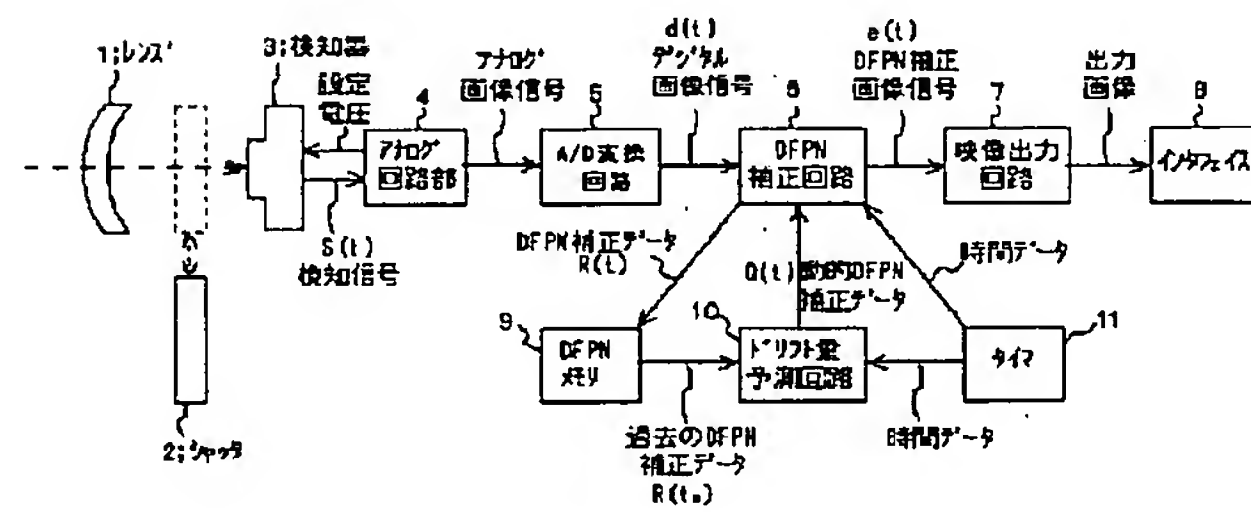 1;レンズ
3;検知器
設定
電圧
4
アナログ
回路部
S(t)
検知信号
アナログ
画像信号
5
A/D変換
回路
d(t)
デジタル
画像信号
6
DFPN
補正回路
e(t)
DFPN補正
画像信号
7
映像出力
回路
出力
画像
8
インタフェイス
2;シャッタ
DFPN補正データ
R(t)
Q(t)動的DFPN
補正データ
時間データ
9
DFPN
メモリ
10
ドリフト量
予測回路
11
タイマ
過去のDFPN
補正データ
時間データ